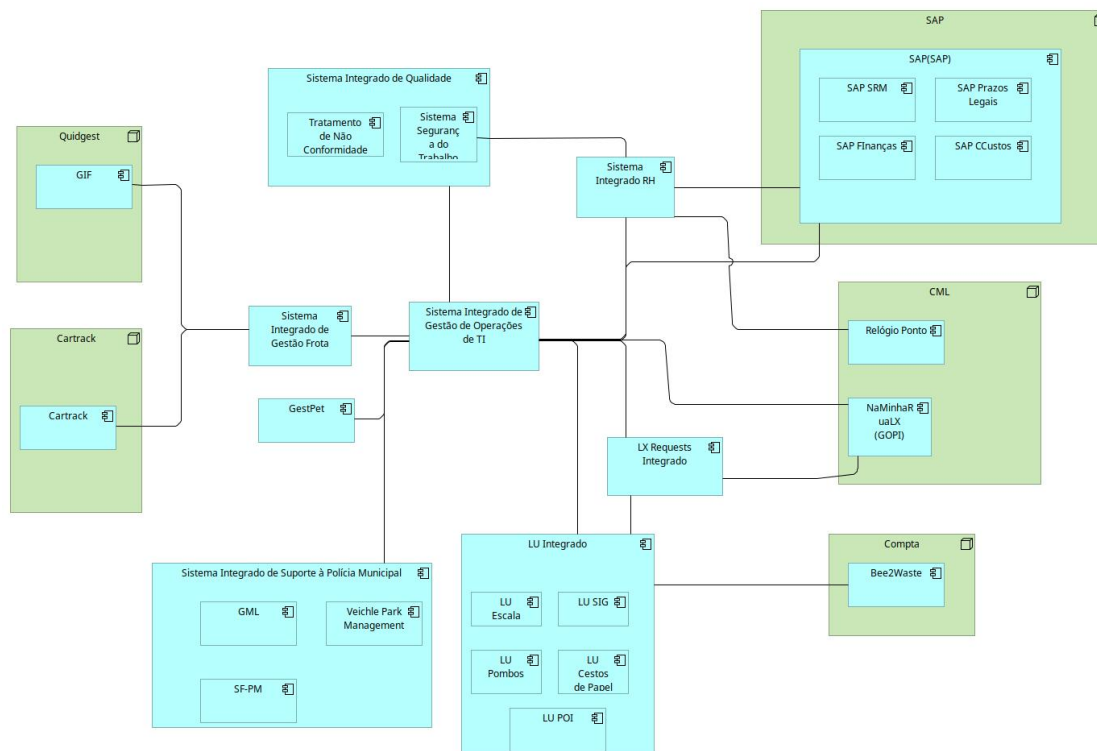 SAP
SAP(SAP)
SAP SRM
SAP Prazos
Legais
SAP FInanças
SAP CCustos
Sistema Integrado de Qualidade
Tratamento
de Não
Conformidade
Sistema
Seguranç
a do
Trabalho
Quidgest
GIF
Sistema
Integrado RH
CML
Relógio Ponto
NaMinhaR
uaLX
(GOPI)
Sistema
Integrado de
Gestão Frota
Sistema Integrado de
Gestão de Operações
de TI
Cartrack
Cartrack
GestPet
LX Requests
Integrado
LU Integrado
LU
Escala
LU SIG
LU
Pombos
LU
Cestos
de Papel
LU POI
Compta
Bee2Waste
Sistema Integrado de Suporte à Polícia Municipal
GML
Veichle Park
Management
SF-PM